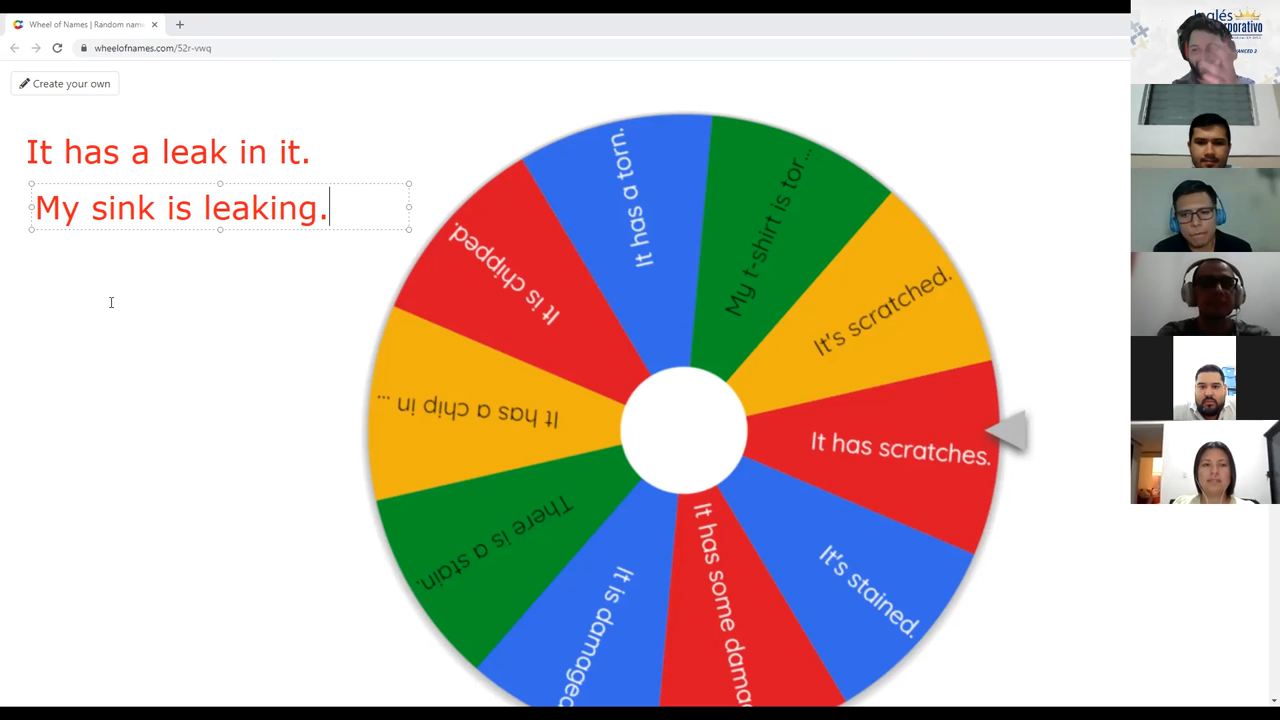 Wheel of Names | Random name
wheelofnames.com/52r-vwq
Create your own
It has a leak in it.
My sink is leaking.
It has a torn.
My t-shirt is tor...
It's scratched.
It has scratches.
It's stained.
It has some damag
It is damaged
There is a stain.
It has a chip in ...
It is chipped.
Inglés